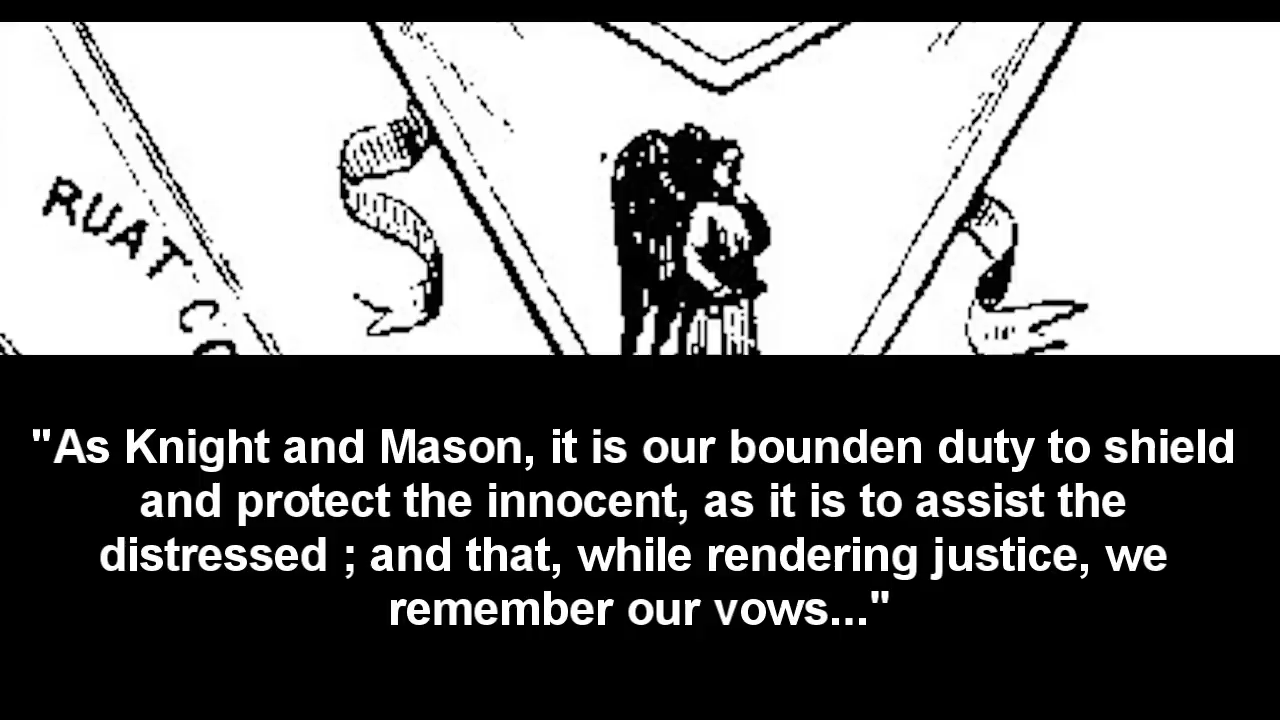 RUAT CO
"As Knight and Mason, it is our bounden duty to shield
and protect the innocent, as it is to assist the
distressed ; and that, while rendering justice, we
remember our vows..."